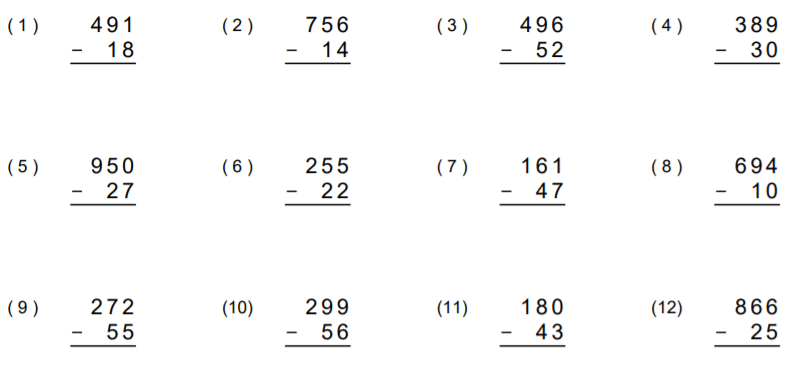 (1) 491 (2) 756 (3) 496 (4) 389
− 18 − 14 − 52 − 30
(5) 950 (6) 255 (7) 161 (8) 694
− 27 − 22 − 47 − 10
(9) 272 (10) 299 (11) 180 (12) 866
− 55 − 56 − 43 − 25